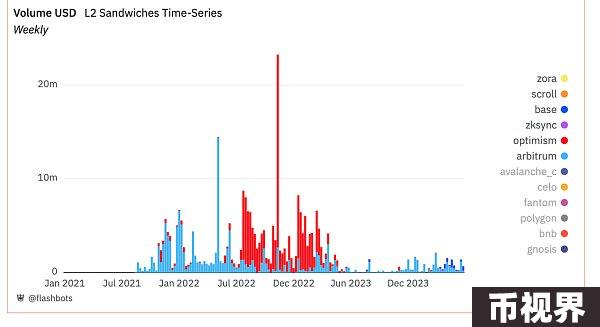 Volume USD L2 Sandwiches Time-Series
Weekly
20m
10m
0
Jan 2021 Jul 2021 Jan 2022 Jul 2022 Dec 2022 Jun 2023 Dec 2023
zora
scroll
base
zksync
optimism
arbitrum
avalanche_c
celo
fantom
polygon
bnb
gnosis
@flashbots
币视界